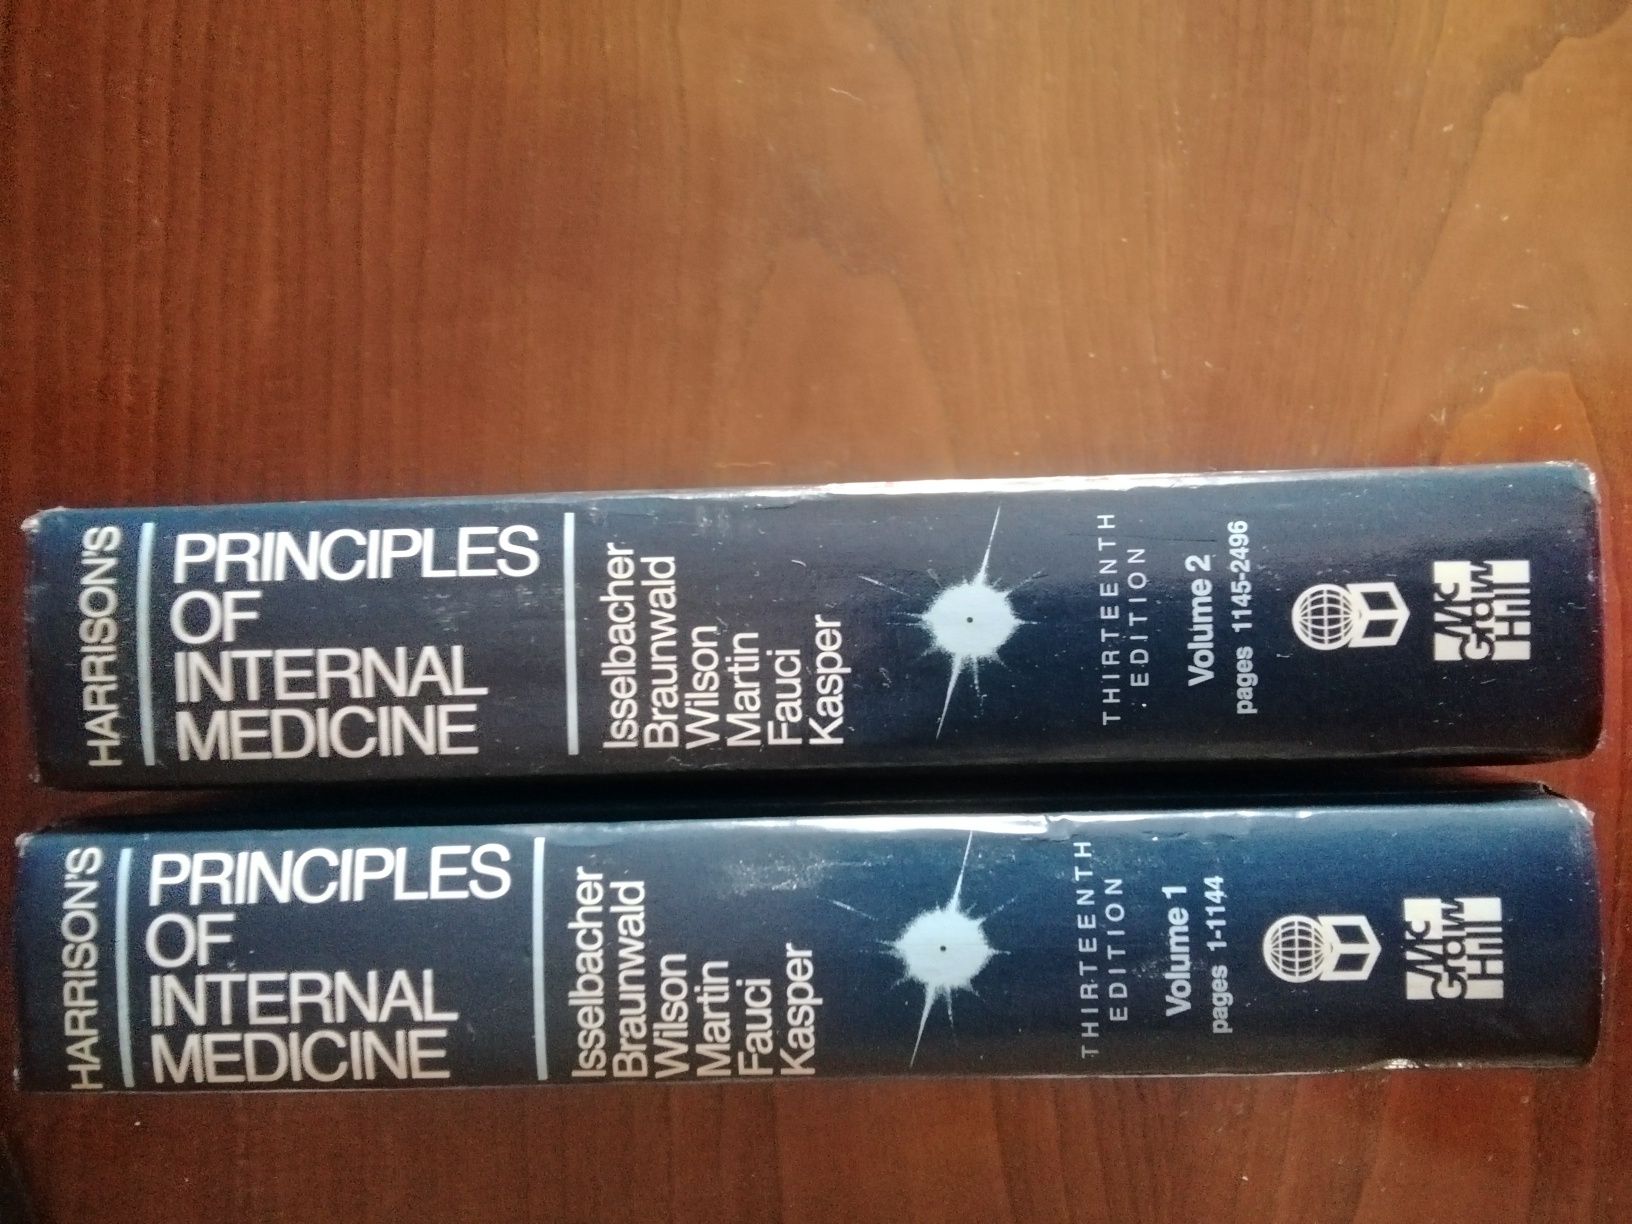 HARRISON'S
PRINCIPLES
OF
INTERNAL
MEDICINE
Isselbacher
Braunwald
Wilson
Martin
Fauci
Kasper
THIRTEENTH
EDITION
Volume 2
pages 1145-2496
Mc
Graw
Hill
HARRISON'S
PRINCIPLES
OF
INTERNAL
MEDICINE
Isselbacher
Braunwald
Wilson
Martin
Fauci
Kasper
THIRTEENTH
EDITION
Volume 1
pages 1-1144
Mc
Graw
Hill